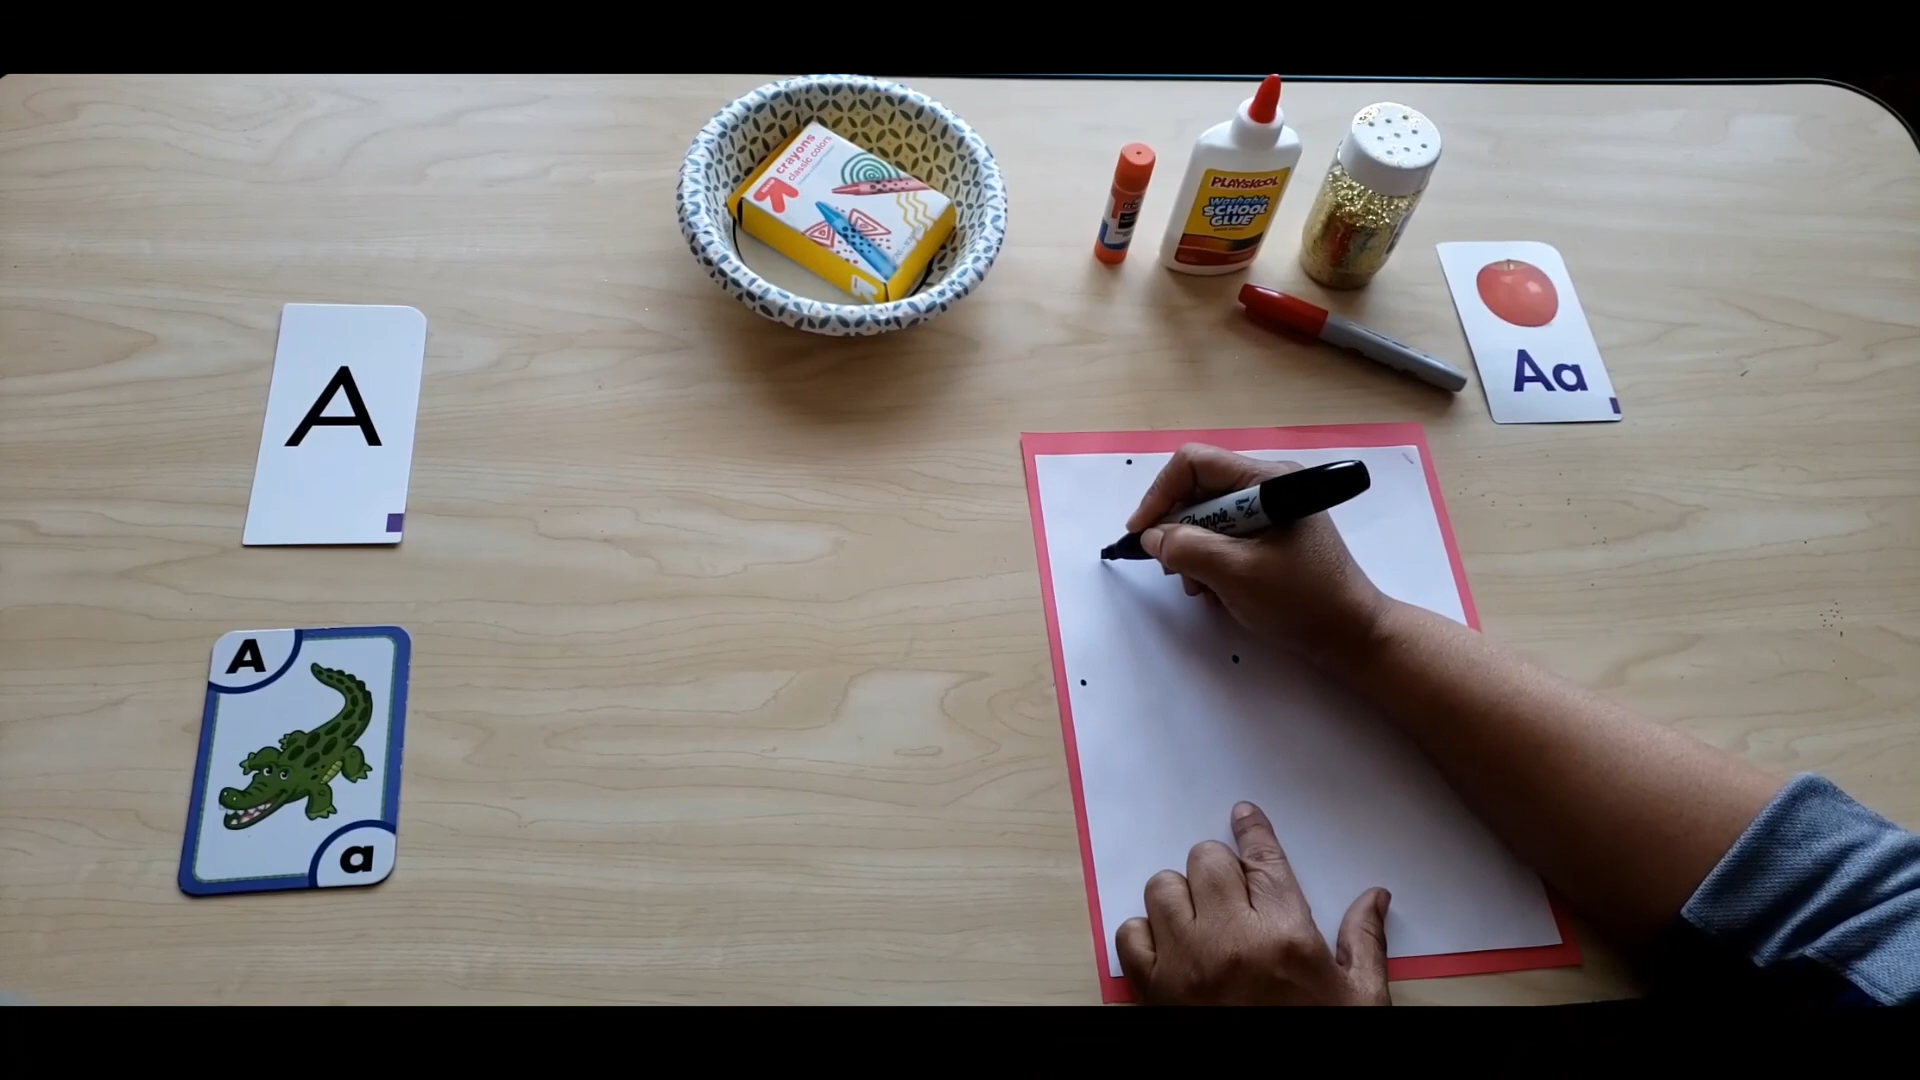 crayons
classic colors
PLAYSKOOL
Washable
SCHOOL
GLUE
Aa
A
Sharpie
A
a